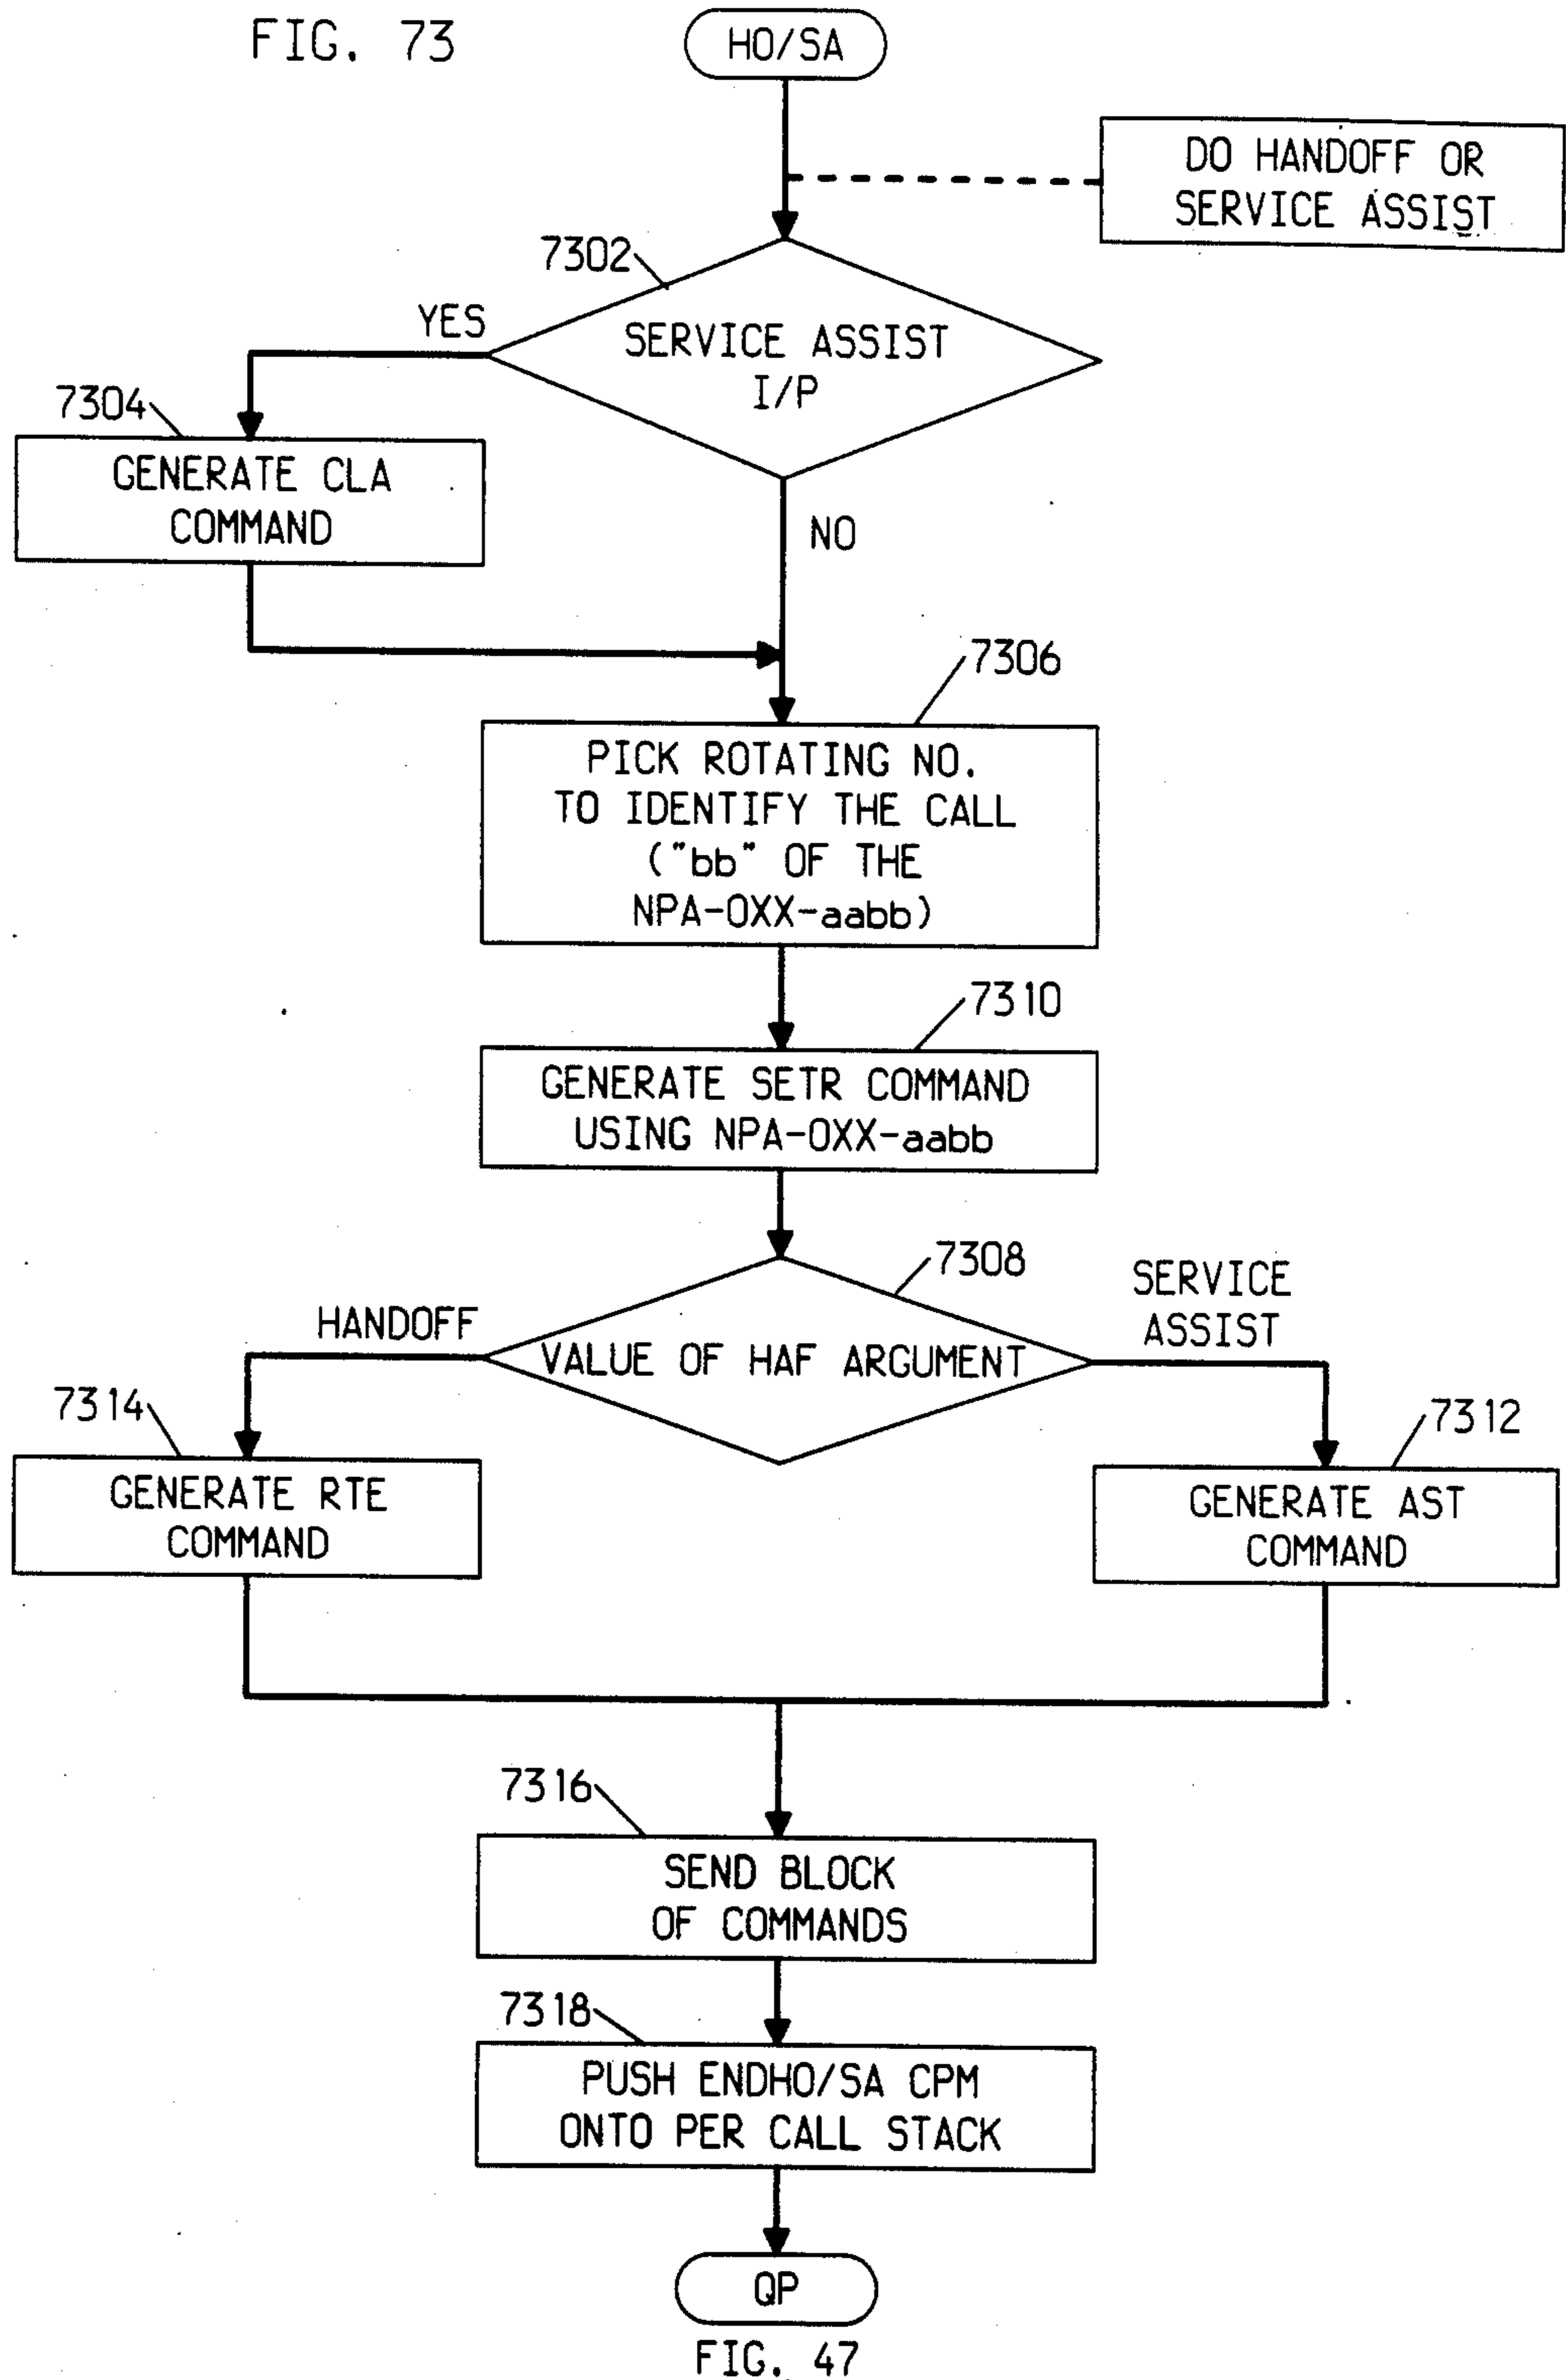 FIG. 73
HO/SA
DO HANDOFF OR
SERVICE ASSIST
7302
YES
SERVICE ASSIST
I/P
7304
GENERATE CLA
COMMAND
NO
7306
PICK ROTATING NO.
TO IDENTIFY THE CALL
("bb" OF THE
NPA-0XX-aabb)
7310
GENERATE SETR COMMAND
USING NPA-0XX-aabb
7308
HANDOFF
VALUE OF HAF ARGUMENT
SERVICE
ASSIST
7314
GENERATE RTE
COMMAND
7312
GENERATE AST
COMMAND
7316
SEND BLOCK
OF COMMANDS
7318
PUSH ENDHO/SA CPM
ONTO PER CALL STACK
QP
FIG. 47